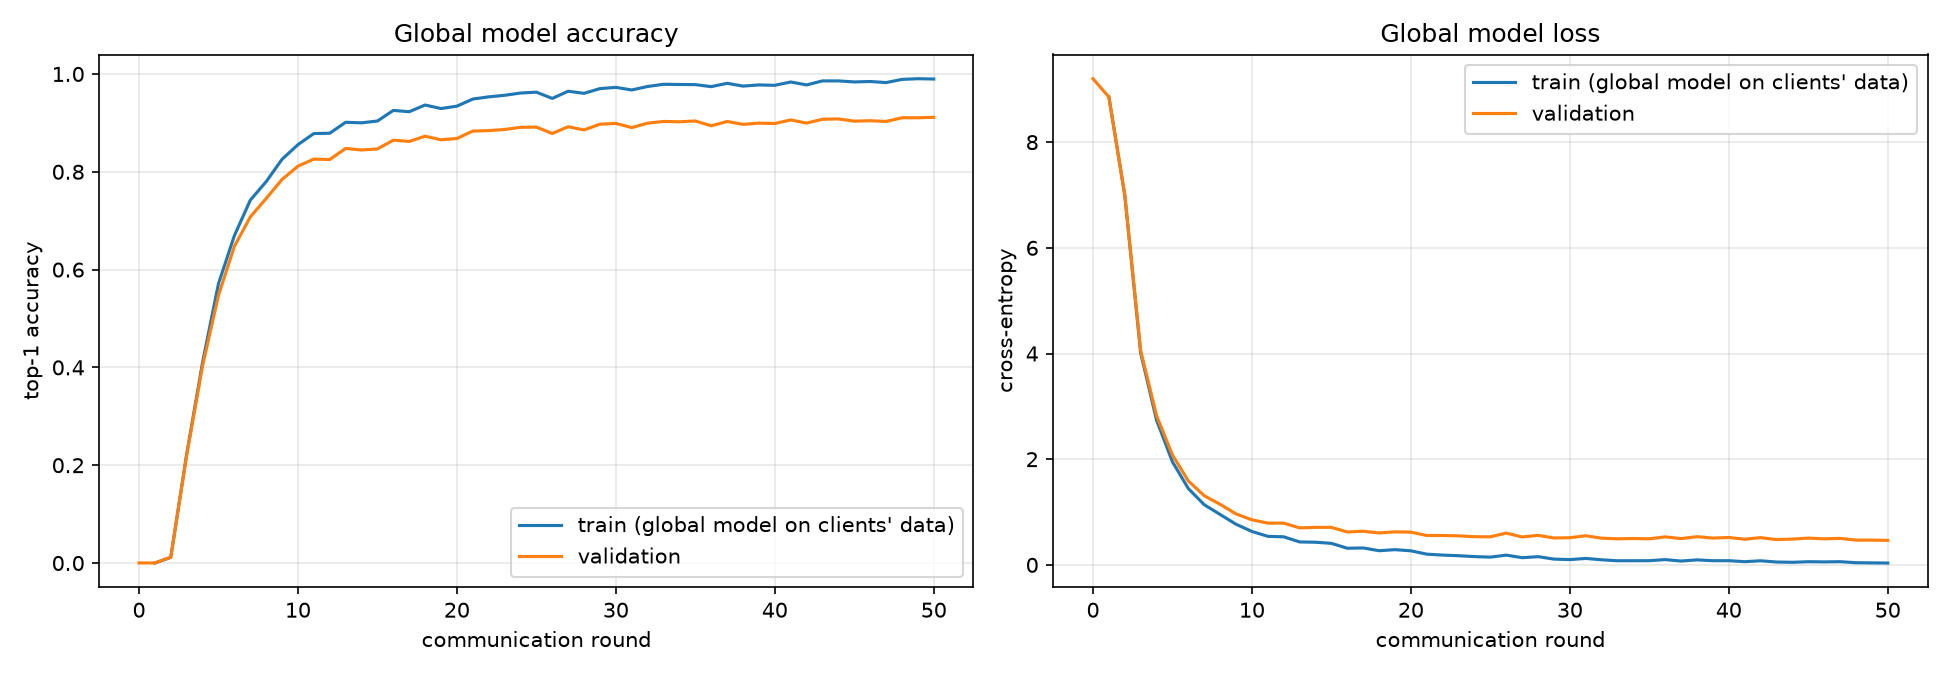 Global model accuracy
top-1 accuracy
1.0
0.8
0.6
0.4
0.2
0.0
train (global model on clients' data)
validation
0 10 20 30 40 50
communication round
Global model loss
cross-entropy
8
6
4
2
0
train (global model on clients' data)
validation
0 10 20 30 40 50
communication round